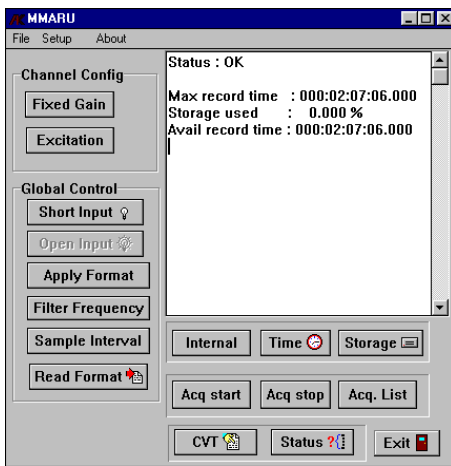 MMARU
File Setup About
Channel Config
Fixed Gain
Excitation
Global Control
Short Input
Open Input
Apply Format
Filter Frequency
Sample Interval
Read Format
Status : OK
Max record time : 000:02:07:06.000
Storage used : 0.000 %
Avail record time : 000:02:07:06.000
Internal Time Storage
Acq start Acq stop Acq. List
CVT Status ?{} Exit